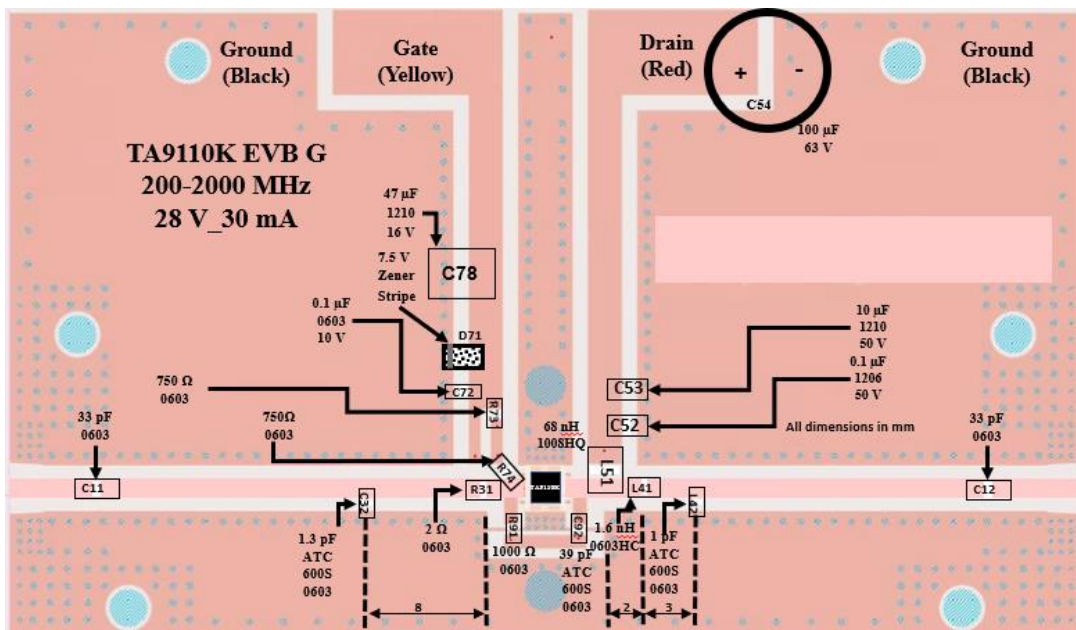 Ground
(Black)
Gate
(Yellow)
Drain
(Red)
Ground
(Black)
+ -
C54
100 µF
63 V
TA9110K EVB G
200-2000 MHz
28 V_30 mA
47 µF
1210
16 V
C78
7.5 V
Zener
Stripe
D71
0.1 µF
0603
10 V
C72
10 µF
1210
50 V
C53
0.1 µF
1206
50 V
C52
750 Ω
0603
R73
750Ω
0603
R74
68 nH
1008HQ
L51
All dimensions in mm
33 pF
0603
C11
33 pF
0603
C12
C32
R31
L41
L42
R91
C92
1.3 pF
ATC
600S
0603
2 Ω
0603
1000 Ω
0603
39 pF
ATC
600S
0603
1.6 nH
0603HC
1 pF
ATC
600S
0603
8
2
3